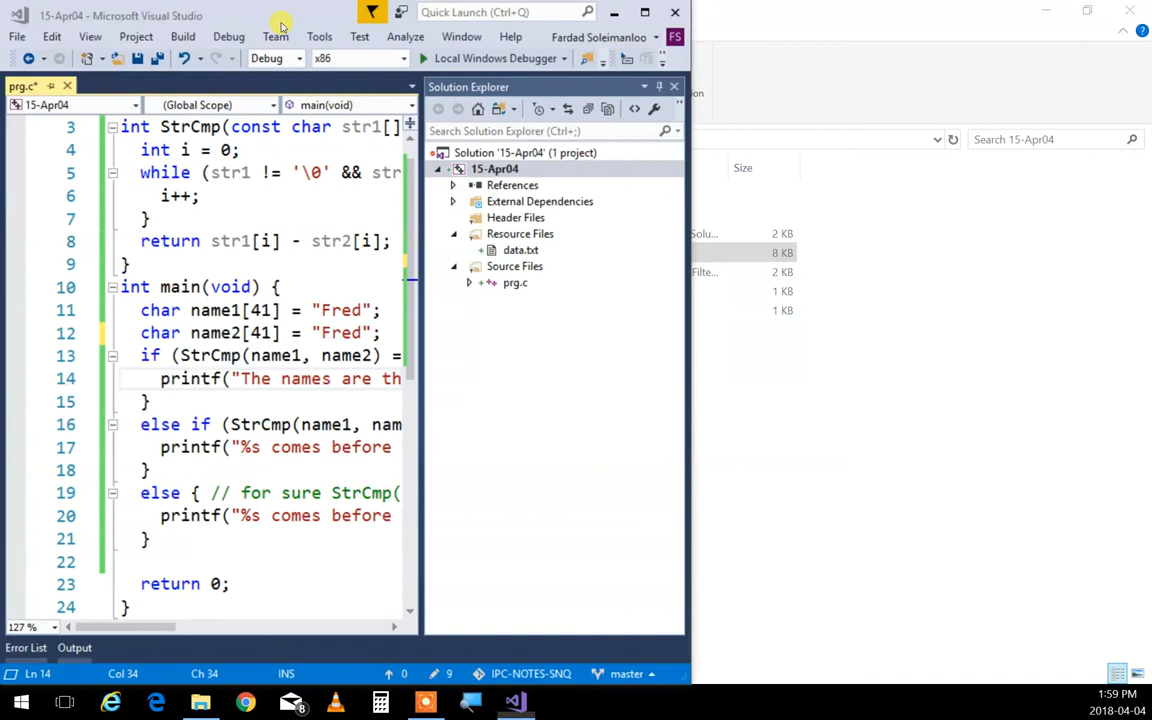 15-Apr04 - Microsoft Visual Studio
Quick Launch (Ctrl+Q)
File Edit View Project Build Debug Team Tools Test Analyze Window Help Fardad Soleimanloo FS
Debug x86 Local Windows Debugger
prg.c*
15-Apr04 (Global Scope) main(void)
3 int StrCmp(const char str1[]
4 int i = 0;
5 while (str1 != '\0' && str
6 i++;
7 }
8 return str1[i] - str2[i];
9 }
10 int main(void) {
11 char name1[41] = "Fred";
12 char name2[41] = "Fred";
13 if (StrCmp(name1, name2) =
14 printf("The names are th
15 }
16 else if (StrCmp(name1, nam
17 printf("%s comes before
18 }
19 else { // for sure StrCmp(
20 printf("%s comes before
21 }
22
23 return 0;
24 }
127 %
Error List Output
Ln 14 Col 34 Ch 34 INS 0 9 IPC-NOTES-SNQ master
Solution Explorer
Search Solution Explorer (Ctrl+;)
Solution '15-Apr04' (1 project)
15-Apr04
References
External Dependencies
Header Files
Resource Files
data.txt
Source Files
prg.c
on
Search 15-Apr04
Size
Solu... 2 KB
8 KB
Filte... 2 KB
1 KB
1 KB
8
1:59 PM
2018-04-04